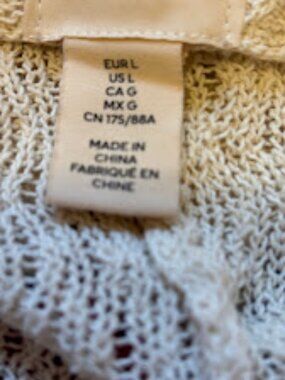 EUR L
US L
CA G
MX G
CN 175/88A
MADE IN
CHINA
FABRIQUÉ EN
CHINE